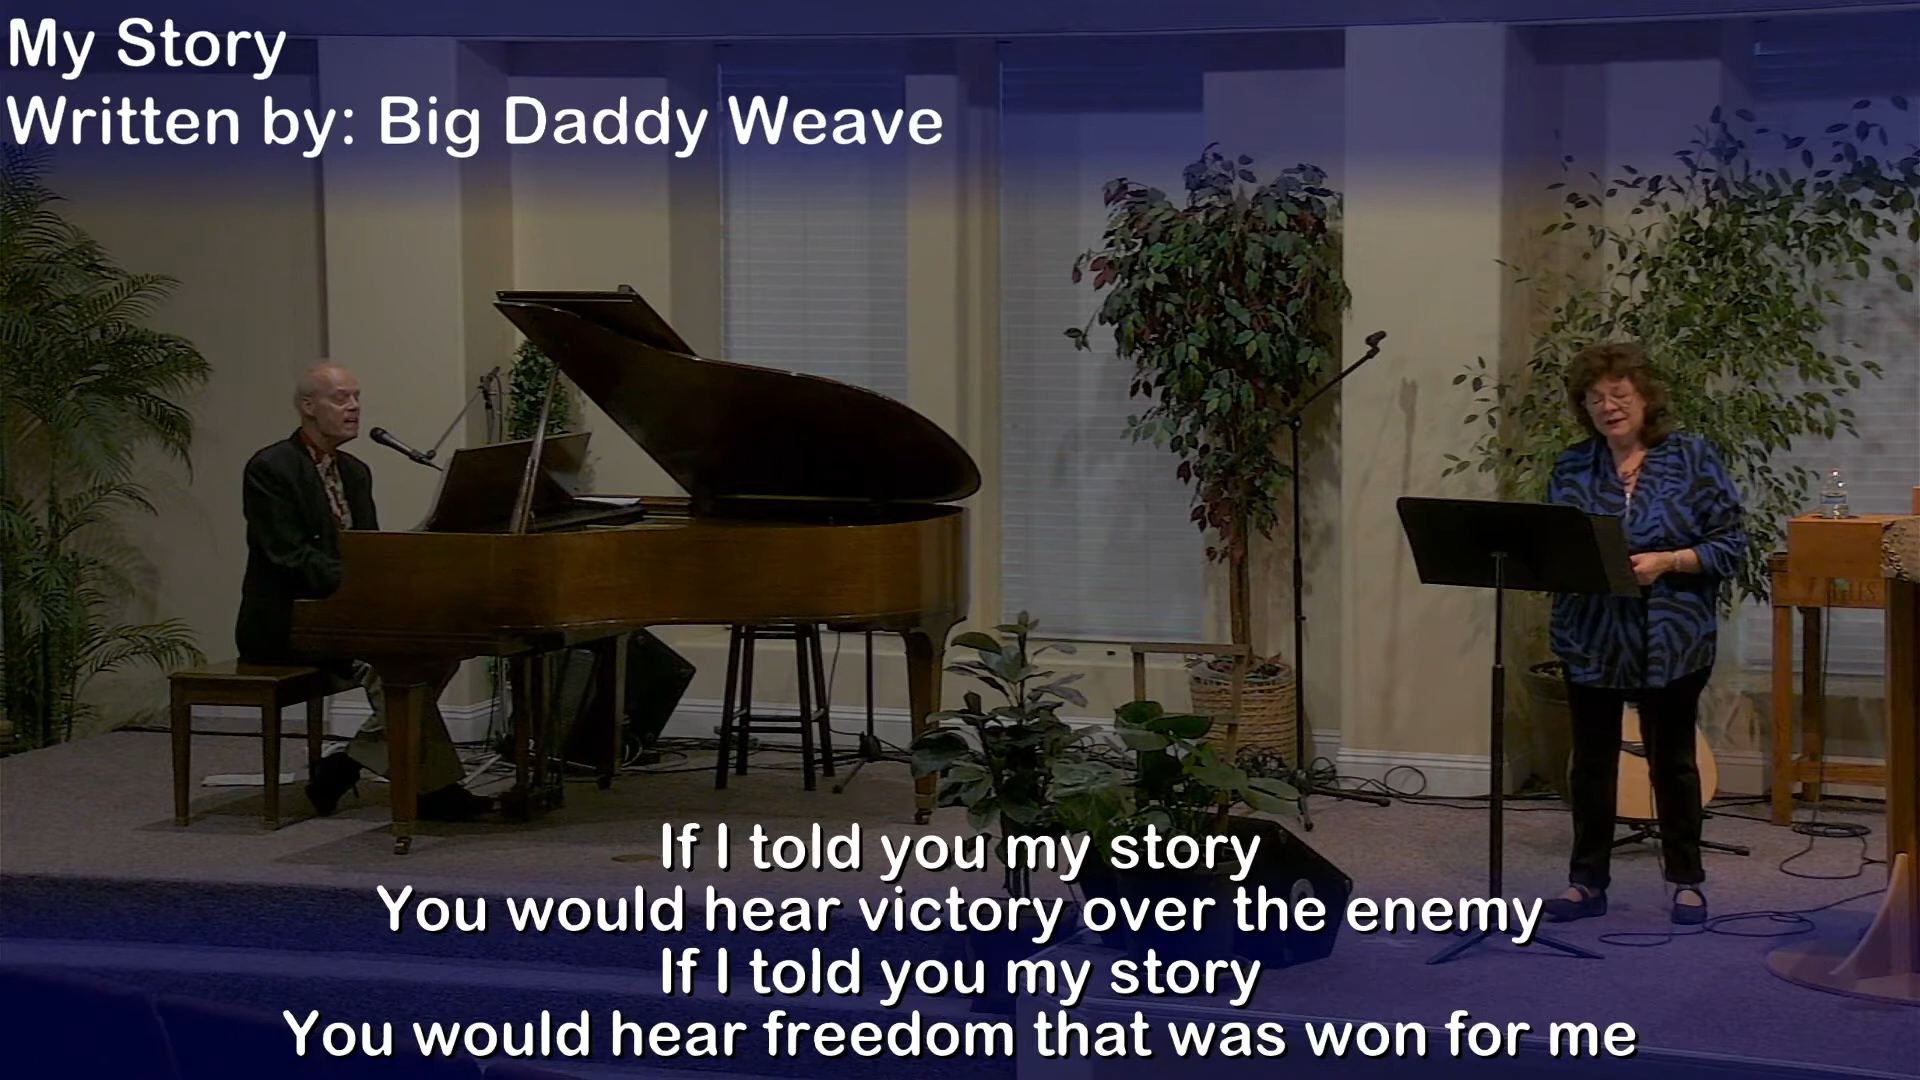 My Story
Written by: Big Daddy Weave
If I told you my story
You would hear victory over the enemy
If I told you my story
You would hear freedom that was won for me